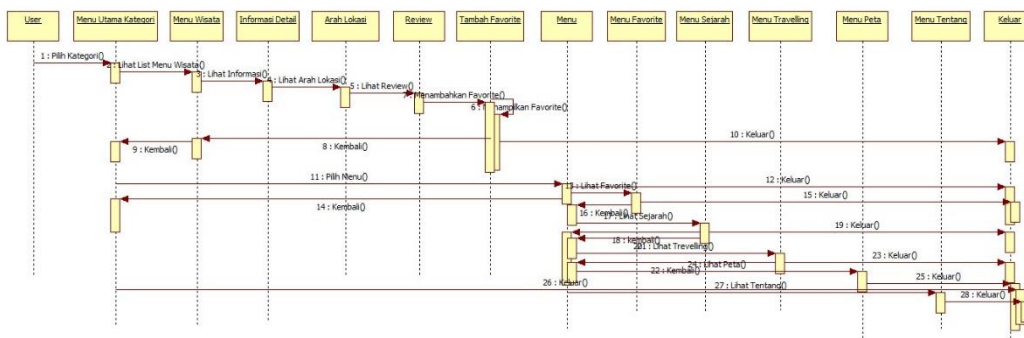 User
Menu Utama Kategori
Menu Wisata
Informasi Detail
Arah Lokasi
Review
Tambah Favorite
Menu
Menu Favorite
Menu Sejarah
Menu Travelling
Menu Peta
Menu Tentang
Keluar
1 : Pilih Kategori()
2 : Lihat List Menu Wisata()
3 : Lihat Informasi()
4 : Lihat Arah Lokasi()
5 : Lihat Review()
7 : Menambahkan Favorite()
6 : Menampilkan Favorite()
8 : Kembali()
9 : Kembali()
10 : Keluar()
11 : Pilih Menu()
12 : Keluar()
13 : Lihat Favorite()
14 : Kembali()
15 : Keluar()
16 : Kembali()
17 : Lihat Sejarah()
18 : kembali()
19 : Keluar()
Lihat Trevelling()
22 : Kembali()
23 : Keluar()
24 : Lihat Peta()
25 : Keluar()
26 : Keluar()
27 : Lihat Tentang()
28 : Keluar()